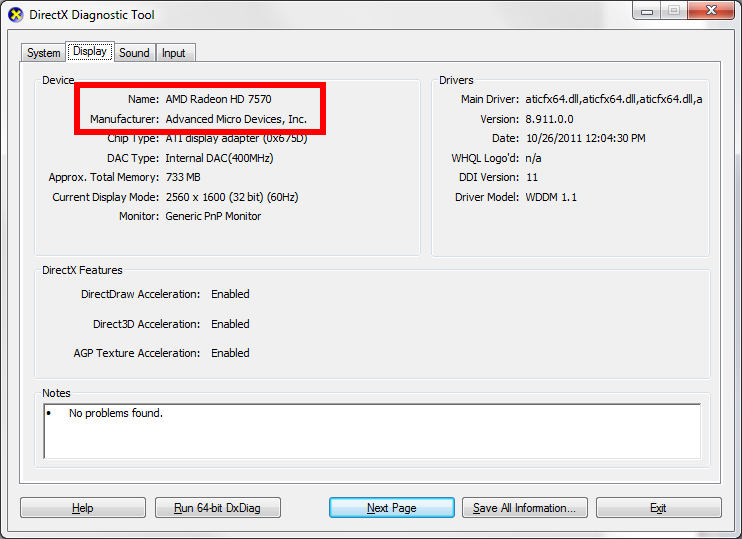 DirectX Diagnostic Tool
System Display Sound Input
Device
Name: AMD Radeon HD 7570
Manufacturer: Advanced Micro Devices, Inc.
Chip Type: ATI display adapter (0x675D)
DAC Type: Internal DAC(400MHz)
Approx. Total Memory: 733 MB
Current Display Mode: 2560 x 1600 (32 bit) (60Hz)
Monitor: Generic PnP Monitor
Drivers
Main Driver: aticfx64.dll,aticfx64.dll,aticfx64.dll,a
Version: 8.911.0.0
Date: 10/26/2011 12:04:30 PM
WHQL Logo'd: n/a
DDI Version: 11
Driver Model: WDDM 1.1
DirectX Features
DirectDraw Acceleration: Enabled
Direct3D Acceleration: Enabled
AGP Texture Acceleration: Enabled
Notes
• No problems found.
Help Run 64-bit DxDiag Next Page Save All Information... Exit